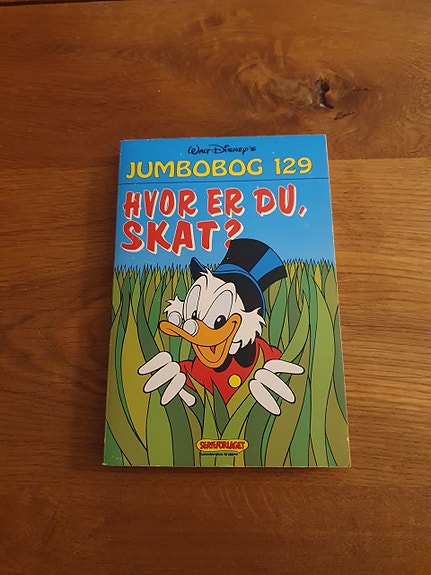 WALT DISNEY'S
JUMBOBOG 129
HVOR ER DU,
SKAT?
SERIEFORLAGET